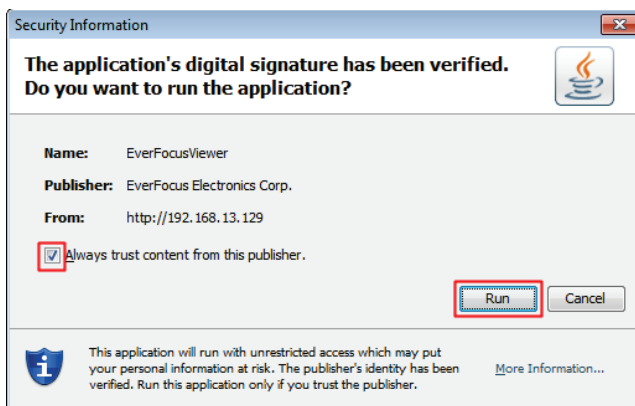 Security Information
The application's digital signature has been verified.
Do you want to run the application?
Name: EverFocusViewer
Publisher: EverFocus Electronics Corp.
From: http://192.168.13.129
Always trust content from this publisher.
Run Cancel
This application will run with unrestricted access which may put
your personal information at risk. The publisher's identity has been
verified. Run this application only if you trust the publisher.
More Information...